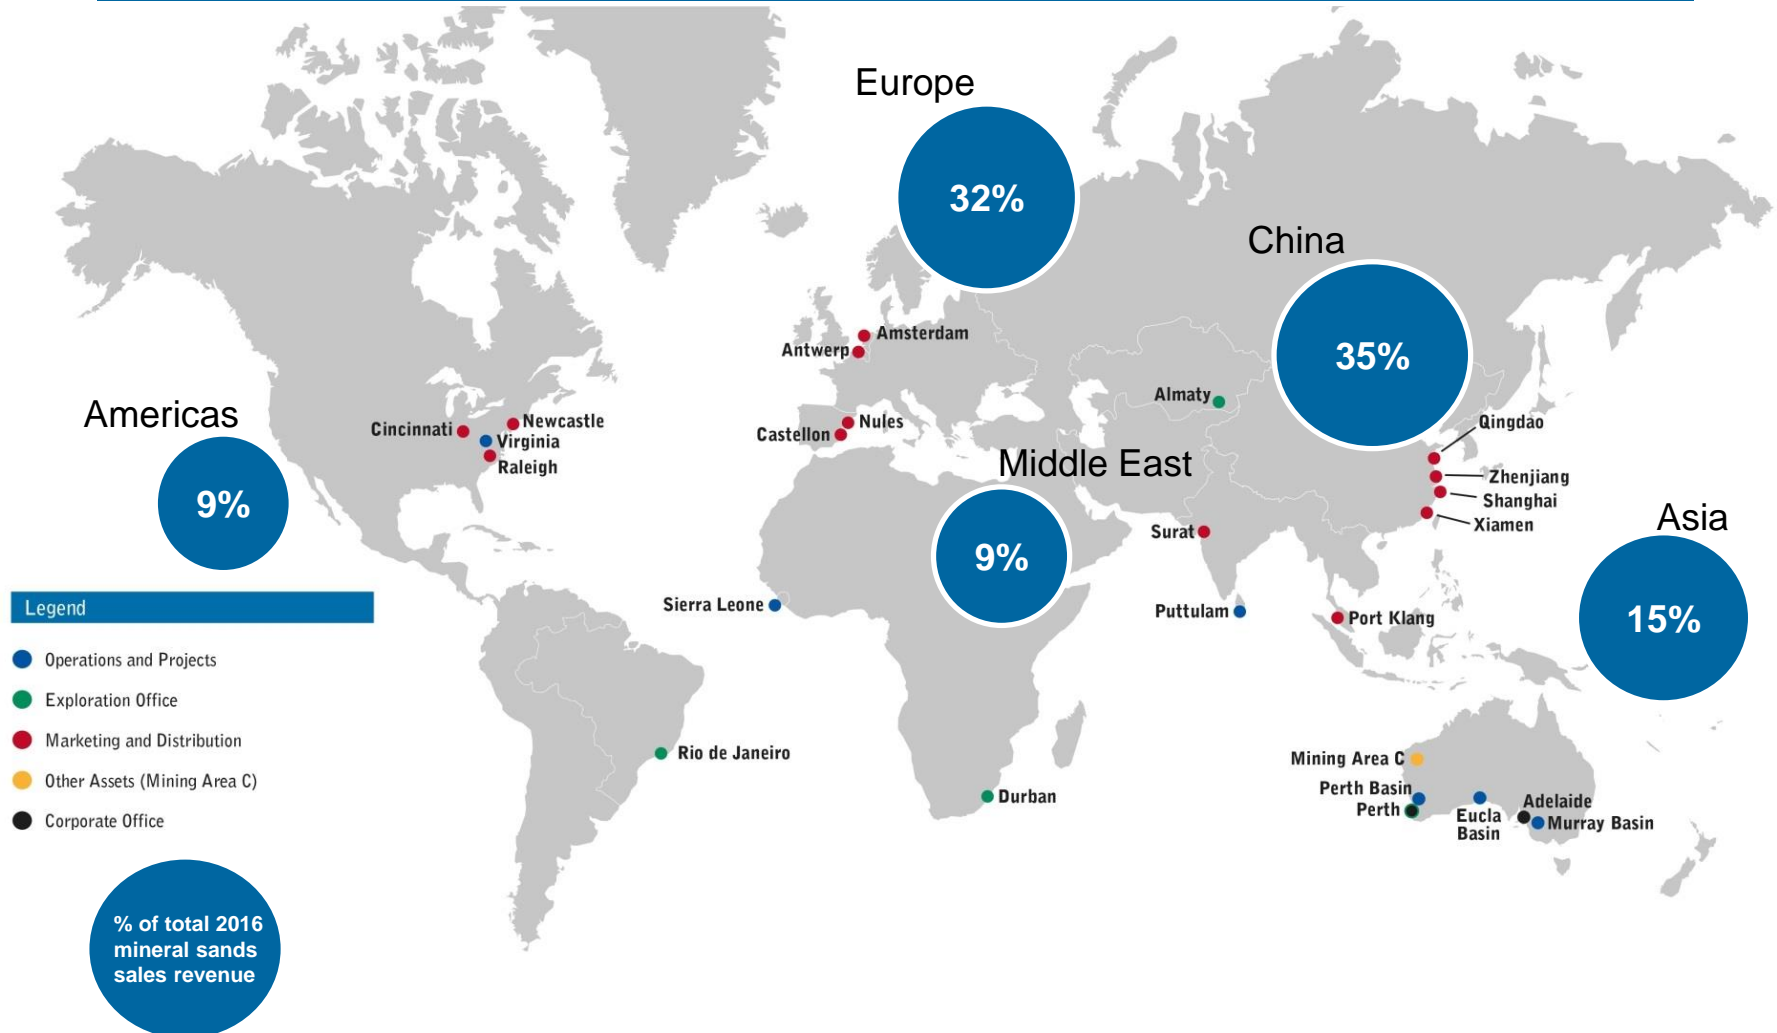 Europe
32%
China
35%
Amsterdam
Antwerp
Almaty
Americas
Cincinnati
Newcastle
Virginia
Raleigh
Nules
Castellon
Qingdao
Middle East
Zhenjiang
Shanghai
Xiamen
9%
Surat
9%
Asia
15%
Legend
Sierra Leone
Puttulam
Port Klang
Operations and Projects
Exploration Office
Marketing and Distribution
Other Assets (Mining Area C)
Corporate Office
Rio de Janeiro
Durban
Mining Area C
Perth Basin
Perth
Eucla
Basin
Adelaide
Murray Basin
% of total 2016
mineral sands
sales revenue